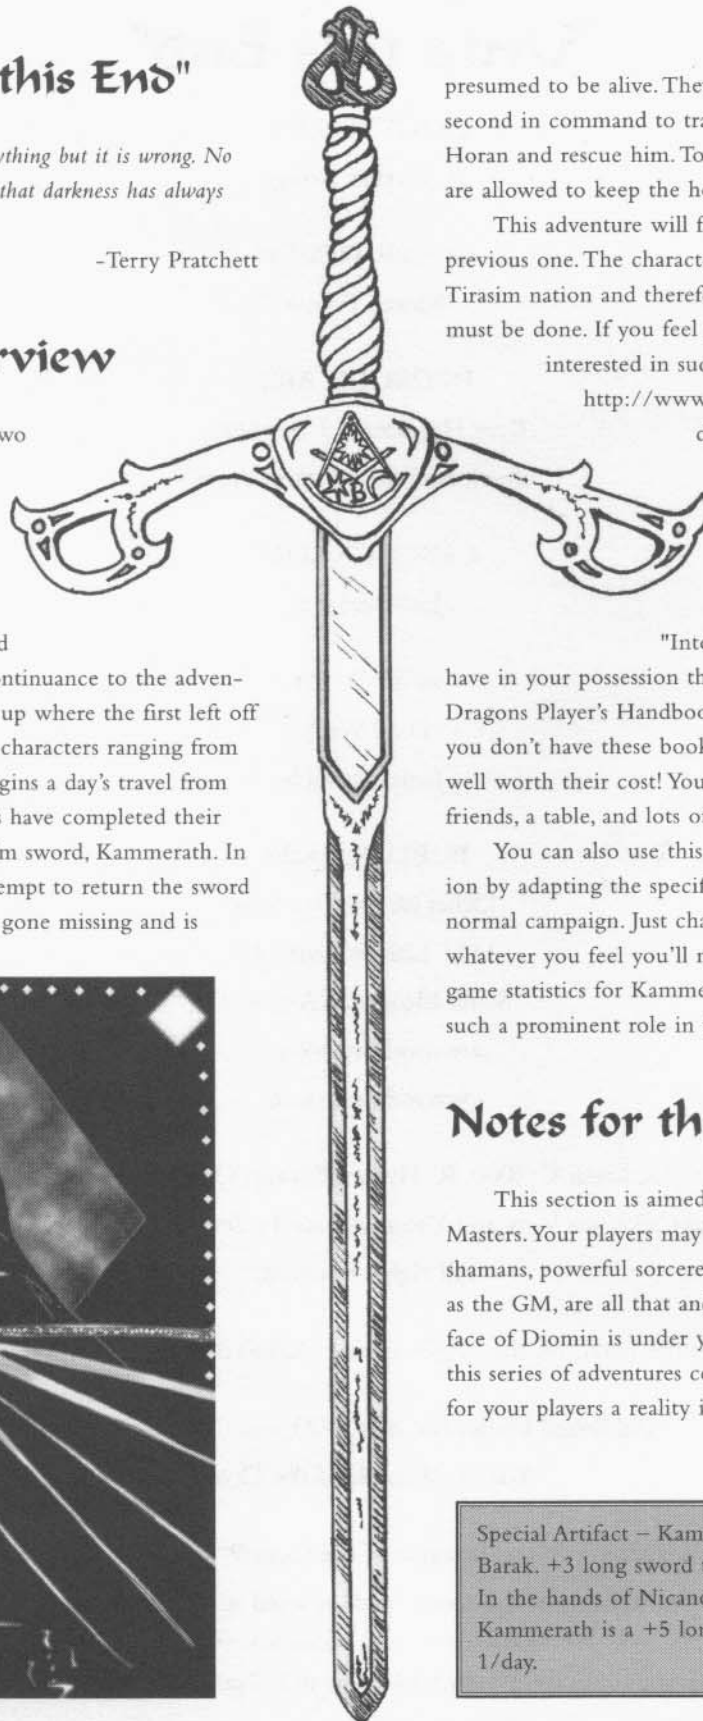 this End"
ything but it is wrong. No
that darkness has always
-Terry Pratchett
rview
wo
d
ontinuance to the adven-
up where the first left off
characters ranging from
gins a day's travel from
s have completed their
m sword, Kammerath. In
empt to return the sword
gone missing and is
presumed to be alive. They
second in command to tra
Horan and rescue him. To
are allowed to keep the he
This adventure will f
previous one. The charact
Tirasim nation and theref
must be done. If you feel
interested in suc
http://www
"Inte
have in your possession th
Dragons Player's Handboo
you don't have these book
well worth their cost! You
friends, a table, and lots o
You can also use this
ion by adapting the specif
normal campaign. Just cha
whatever you feel you'll n
game statistics for Kamme
such a prominent role in
Notes for th
This section is aimed
Masters. Your players may
shamans, powerful sorcere
as the GM, are all that and
face of Diomin is under y
this series of adventures co
for your players a reality i
Special Artifact – Kam
Barak. +3 long sword
In the hands of Nicand
Kammerath is a +5 lon
1/day.